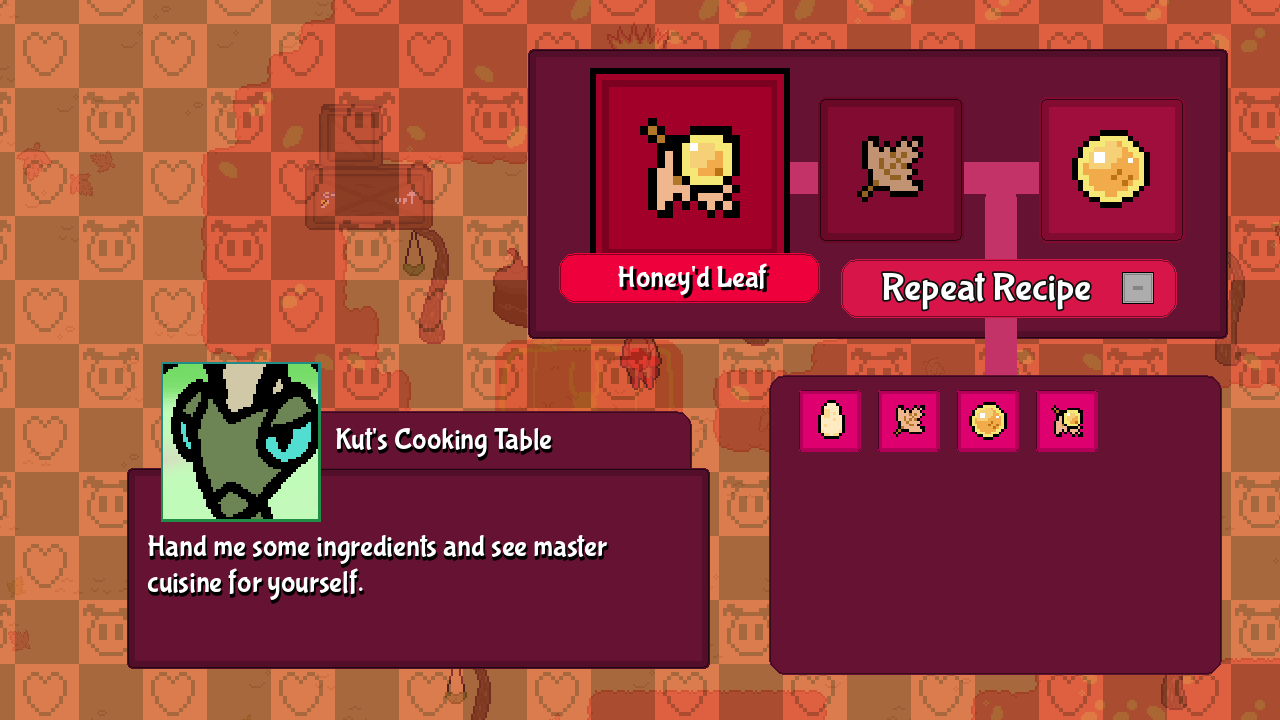 Honey'd Leaf
Repeat Recipe
Kut's Cooking Table
Hand me some ingredients and see master
cuisine for yourself.